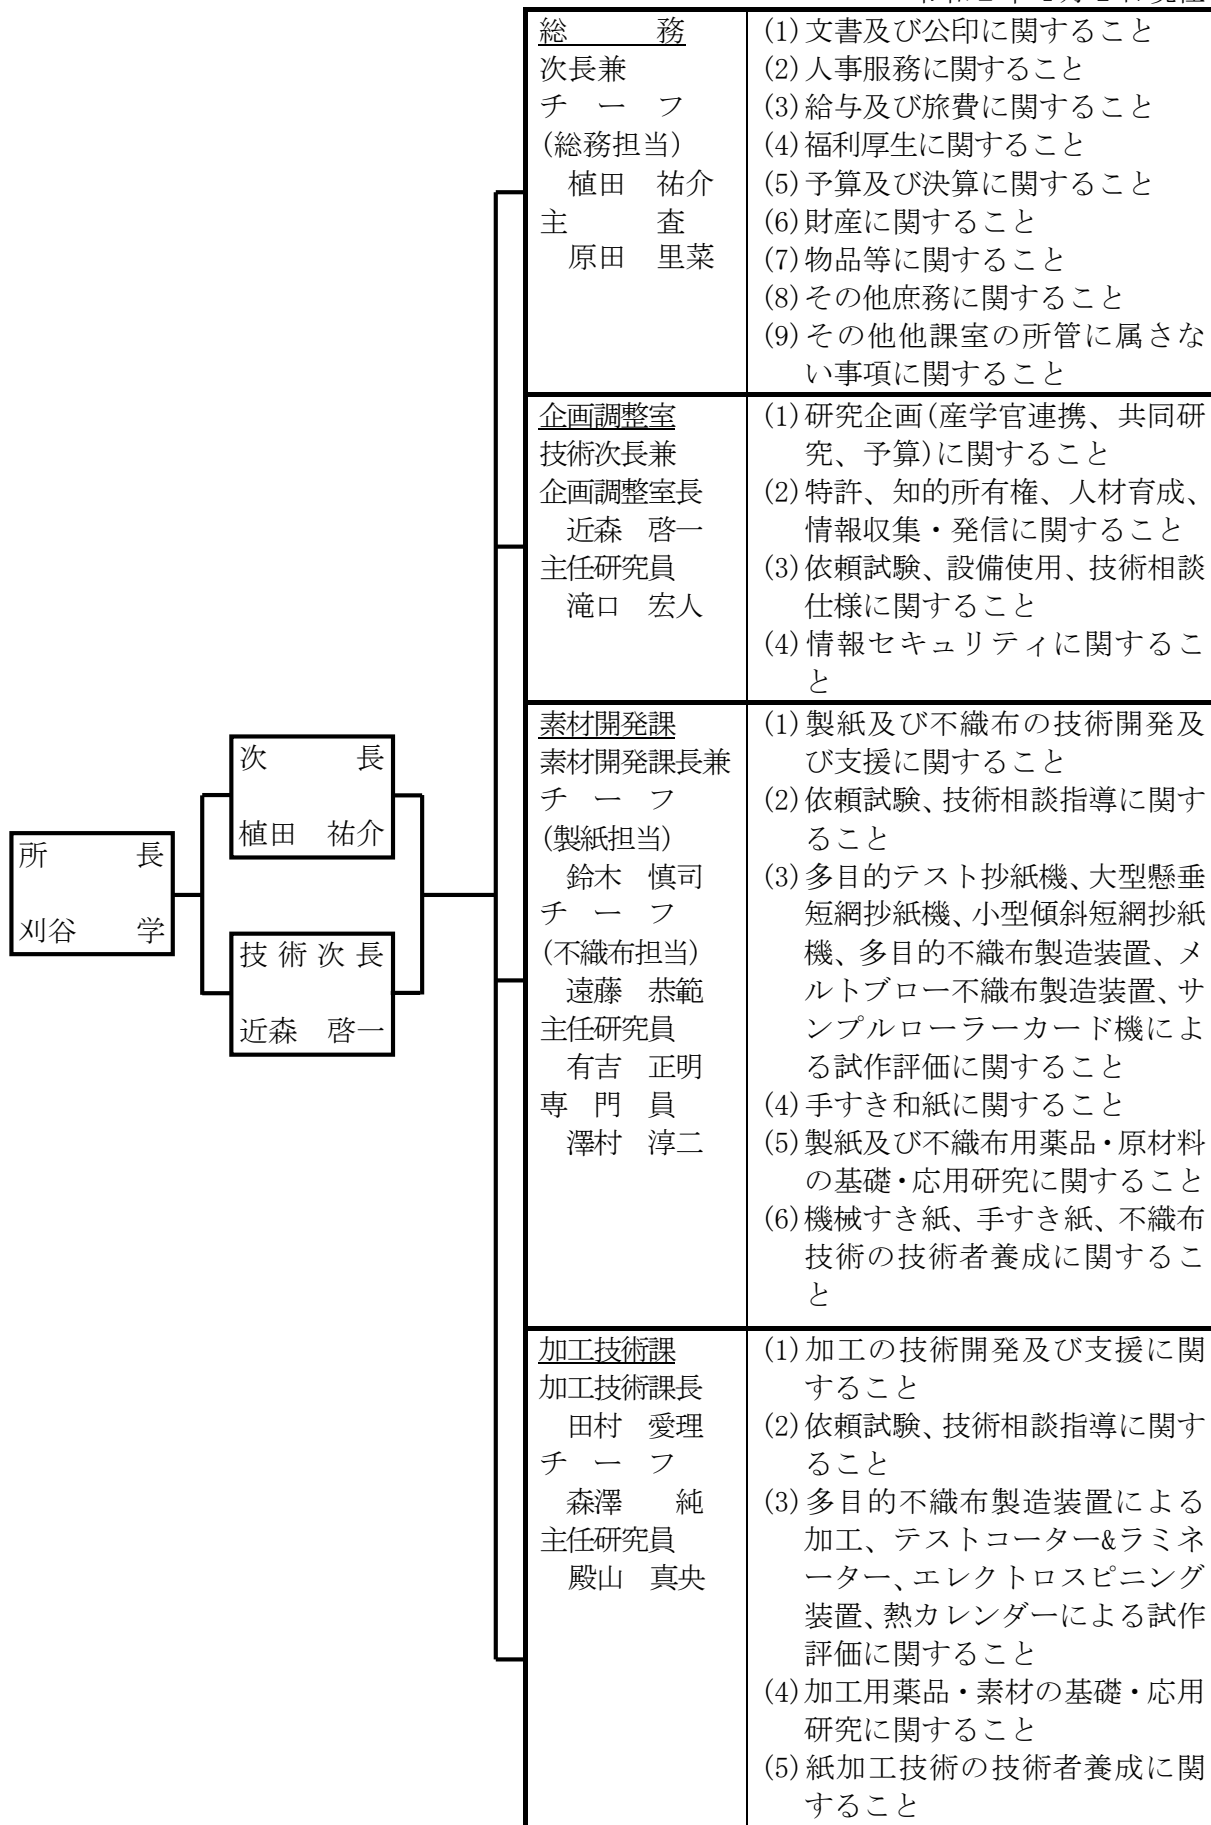 所　長
刈谷　学
次　長
植田　祐介
技術次長
近森　啓一
総　務
次長兼
チーフ
(総務担当)
植田　祐介
主　査
原田　里菜
(1)文書及び公印に関すること
(2)人事服務に関すること
(3)給与及び旅費に関すること
(4)福利厚生に関すること
(5)予算及び決算に関すること
(6)財産に関すること
(7)物品等に関すること
(8)その他庶務に関すること
(9)その他他課室の所管に属さな
い事項に関すること
企画調整室
技術次長兼
企画調整室長
近森　啓一
主任研究員
滝口　宏人
(1)研究企画(産学官連携、共同研
究、予算)に関すること
(2)特許、知的所有権、人材育成、
情報収集・発信に関すること
(3)依頼試験、設備使用、技術相談
仕様に関すること
(4)情報セキュリティに関するこ
と
素材開発課
素材開発課長兼
チーフ
(製紙担当)
鈴木　慎司
チーフ
(不織布担当)
遠藤　恭範
主任研究員
有吉　正明
専門員
澤村　淳二
(1)製紙及び不織布の技術開発及
び支援に関すること
(2)依頼試験、技術相談指導に関す
ること
(3)多目的テスト抄紙機、大型懸垂
短網抄紙機、小型傾斜短網抄紙
機、多目的不織布製造装置、メ
ルトブロー不織布製造装置、サ
ンプルローラーカード機によ
る試作評価に関すること
(4)手すき和紙に関すること
(5)製紙及び不織布用薬品・原材料
の基礎・応用研究に関すること
(6)機械すき紙、手すき紙、不織布
技術の技術者養成に関するこ
と
加工技術課
加工技術課長
田村　愛理
チーフ
森澤　純
主任研究員
殿山　真央
(1)加工の技術開発及び支援に関
すること
(2)依頼試験、技術相談指導に関す
ること
(3)多目的不織布製造装置による
加工、テストコーター&ラミネ
ーター、エレクトロスピニング
装置、熱カレンダーによる試作
評価に関すること
(4)加工用薬品・素材の基礎・応用
研究に関すること
(5)紙加工技術の技術者養成に関
すること